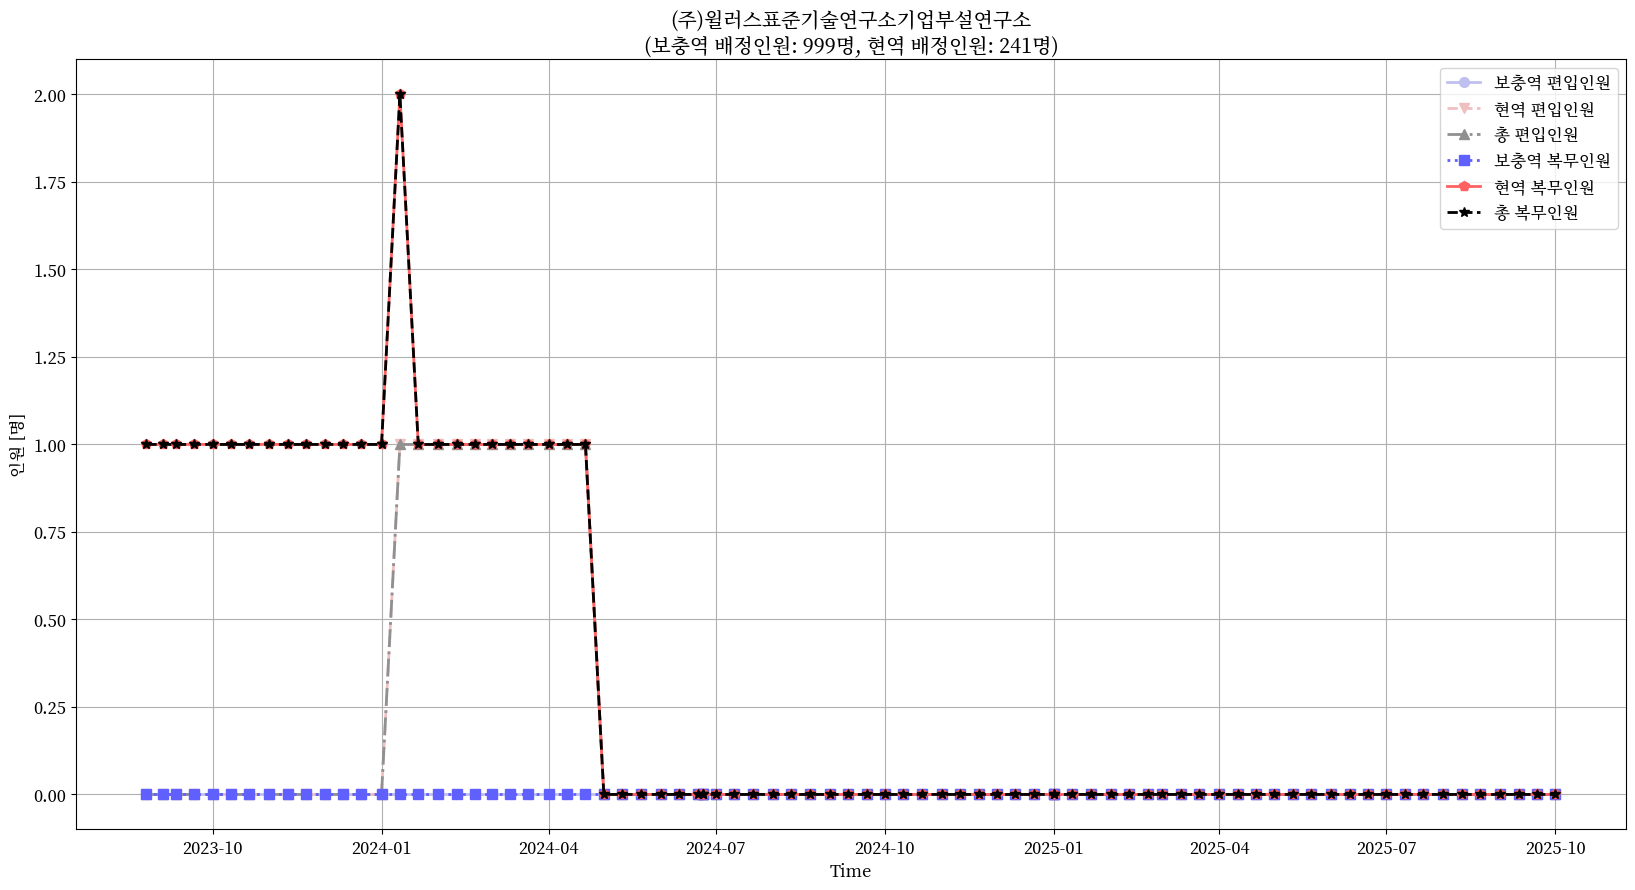 (주)윌러스표준기술연구소기업부설연구소
(보충역 배정인원: 999명, 현역 배정인원: 241명)
보충역 편입인원
현역 편입인원
총 편입인원
보충역 복무인원
현역 복무인원
총 복무인원
인원 [명]
2.00
1.75
1.50
1.25
1.00
0.75
0.50
0.25
0.00
2023-10
2024-01
2024-04
2024-07
2024-10
2025-01
2025-04
2025-07
2025-10
Time